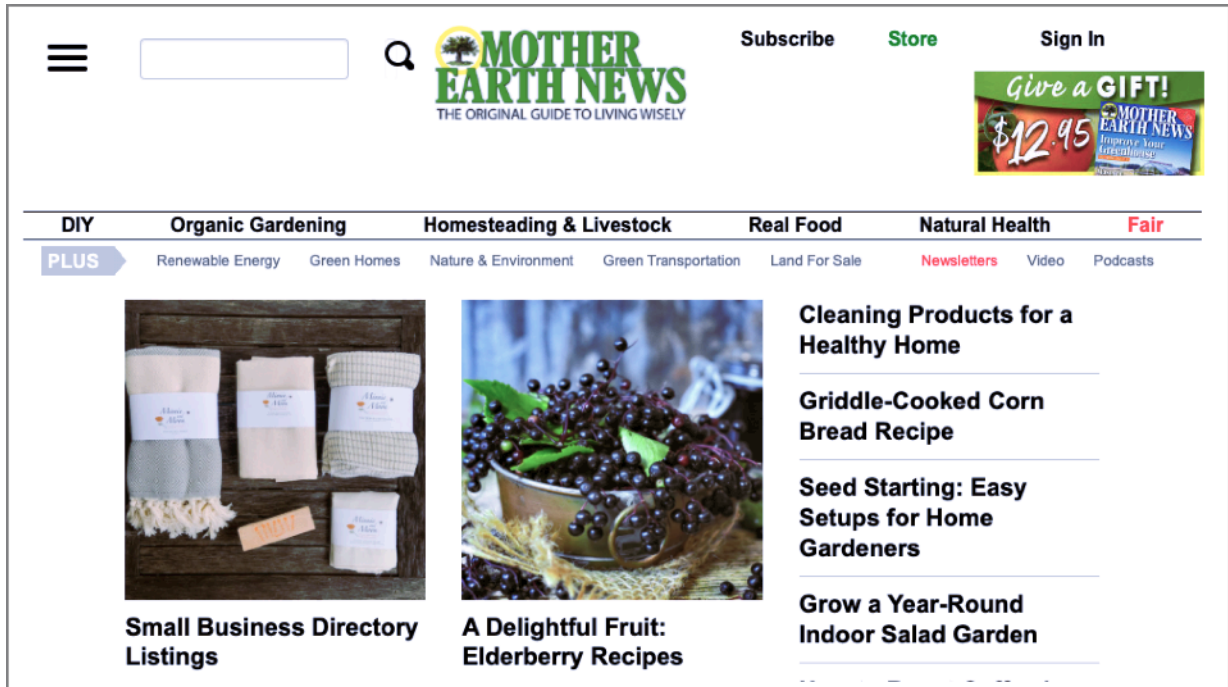 Subscribe
Store
Sign In
MOTHER
EARTH NEWS
THE ORIGINAL GUIDE TO LIVING WISELY
Give a GIFT!
$12.95
MOTHER
EARTH NEWS
Improve Your
Greenhouse
DIY
Organic Gardening
Homesteading & Livestock
Real Food
Natural Health
Fair
PLUS
Renewable Energy
Green Homes
Nature & Environment
Green Transportation
Land For Sale
Newsletters
Video
Podcasts
Small Business Directory
Listings
A Delightful Fruit:
Elderberry Recipes
Cleaning Products for a
Healthy Home
Griddle-Cooked Corn
Bread Recipe
Seed Starting: Easy
Setups for Home
Gardeners
Grow a Year-Round
Indoor Salad Garden